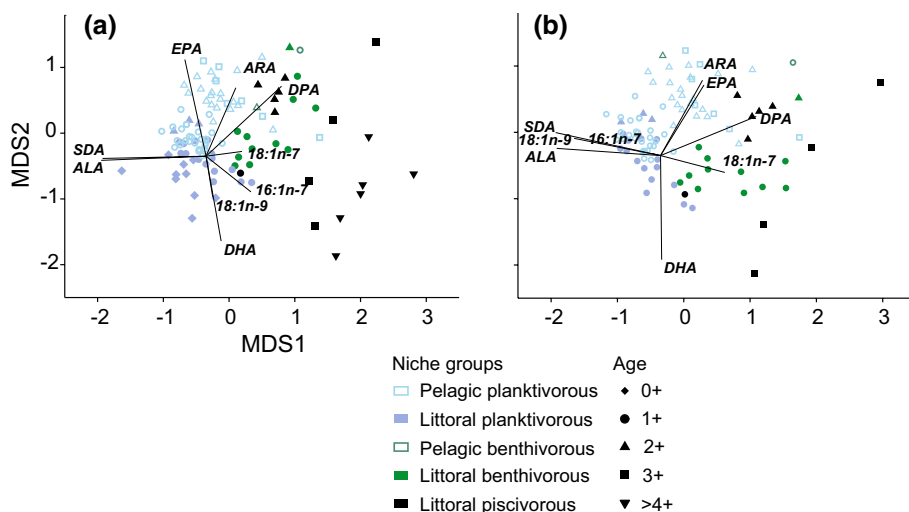 (a)
(b)
MDS2
1
0
-1
-2
EPA
ARA
DPA
SDA
ALA
18:1n-7
16:1n-7
18:1n-9
DHA
-2 -1 0 1 2 3
MDS1
ARA
EPA
DPA
SDA
16:1n-7
18:1n-9
ALA
18:1n-7
DHA
-2 -1 0 1 2 3
Niche groups
Pelagic planktivorous
Littoral planktivorous
Pelagic benthivorous
Littoral benthivorous
Littoral piscivorous
Age
0+
1+
2+
3+
>4+